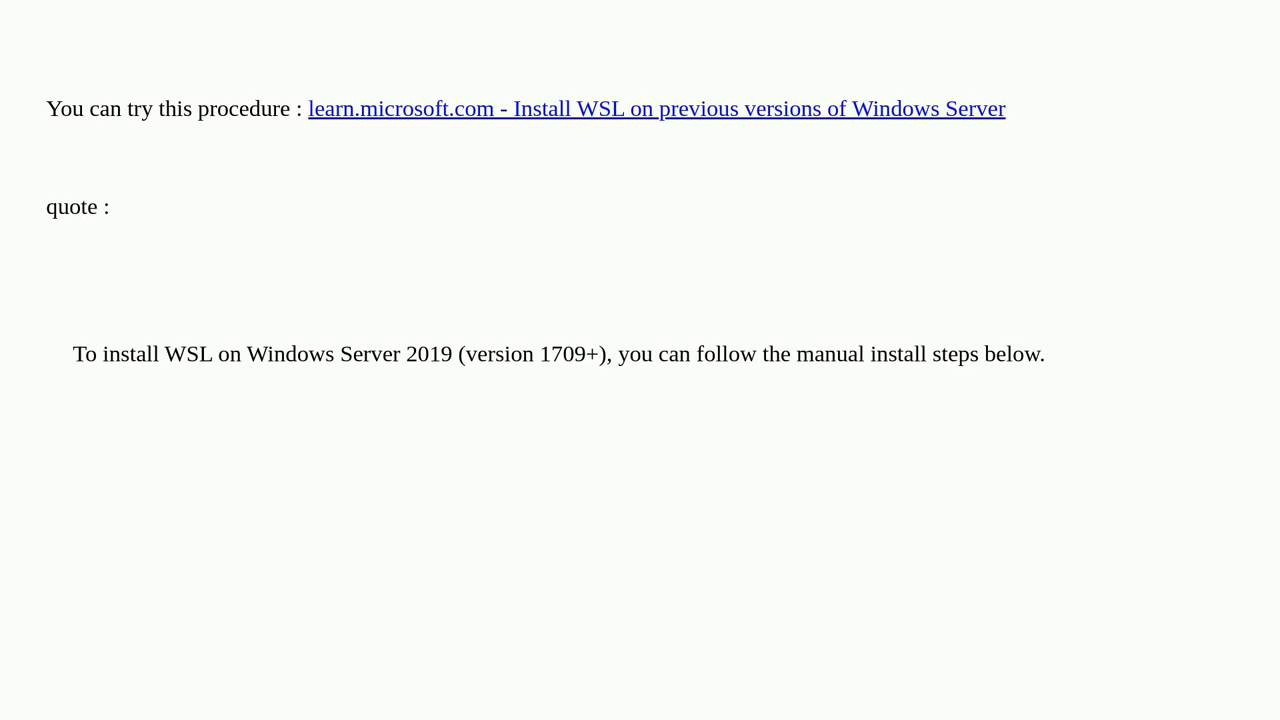 You can try this procedure : learn.microsoft.com - Install WSL on previous versions of Windows Server
quote :
To install WSL on Windows Server 2019 (version 1709+), you can follow the manual install steps below.